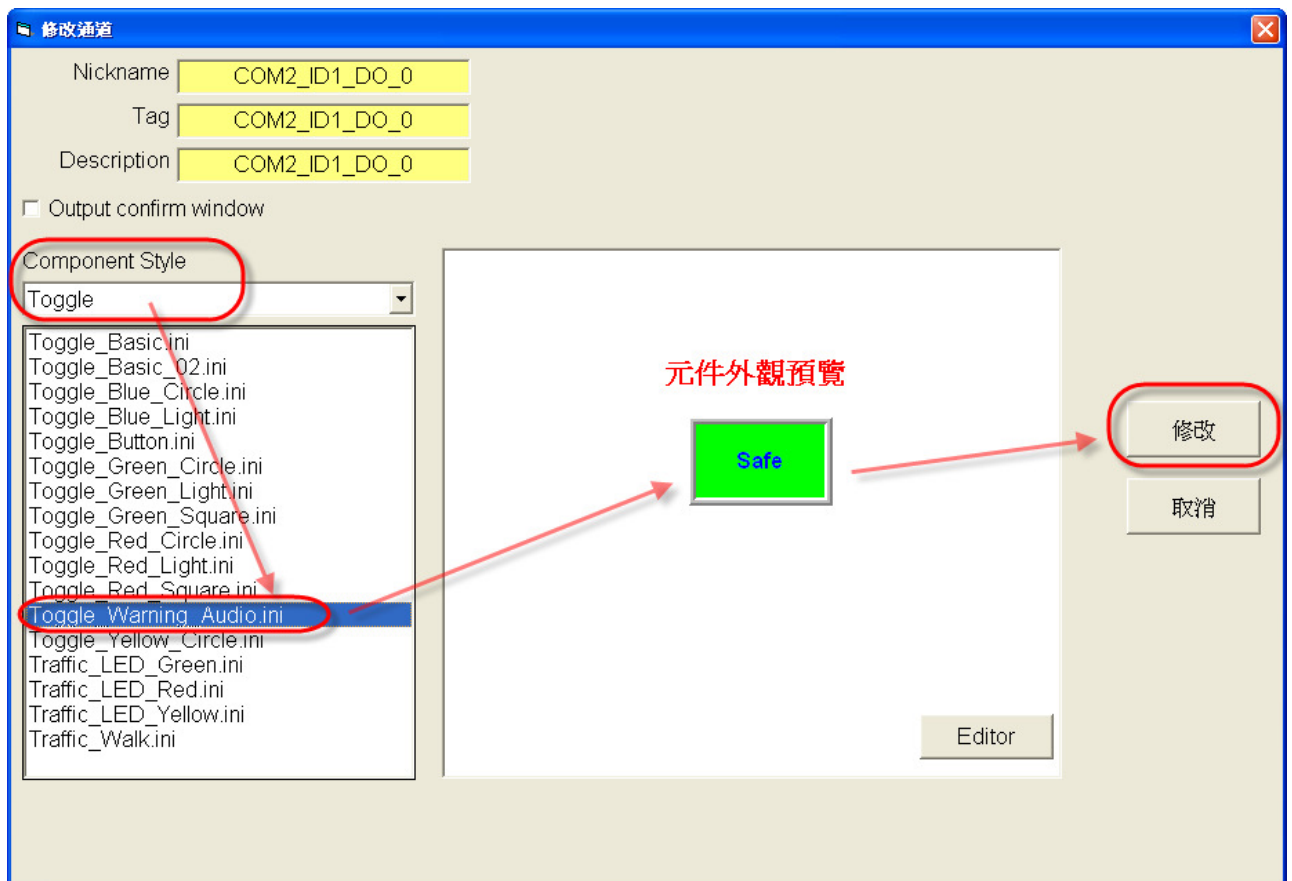 修改通道
Nickname COM2_ID1_DO_0
Tag COM2_ID1_DO_0
Description COM2_ID1_DO_0
Output confirm window
Component Style
Toggle
Toggle_Basic.ini
Toggle_Basic_02.ini
Toggle_Blue_Circle.ini
Toggle_Blue_Light.ini
Toggle_Button.ini
Toggle_Green_Circle.ini
Toggle_Green_Light.ini
Toggle_Green_Square.ini
Toggle_Red_Circle.ini
Toggle_Red_Light.ini
Toggle_Red_Square.ini
Toggle_Warning_Audio.ini
Toggle_Yellow_Circle.ini
Traffic_LED_Green.ini
Traffic_LED_Red.ini
Traffic_LED_Yellow.ini
Traffic_Walk.ini
元件外觀預覽
Safe
Editor
修改
取消